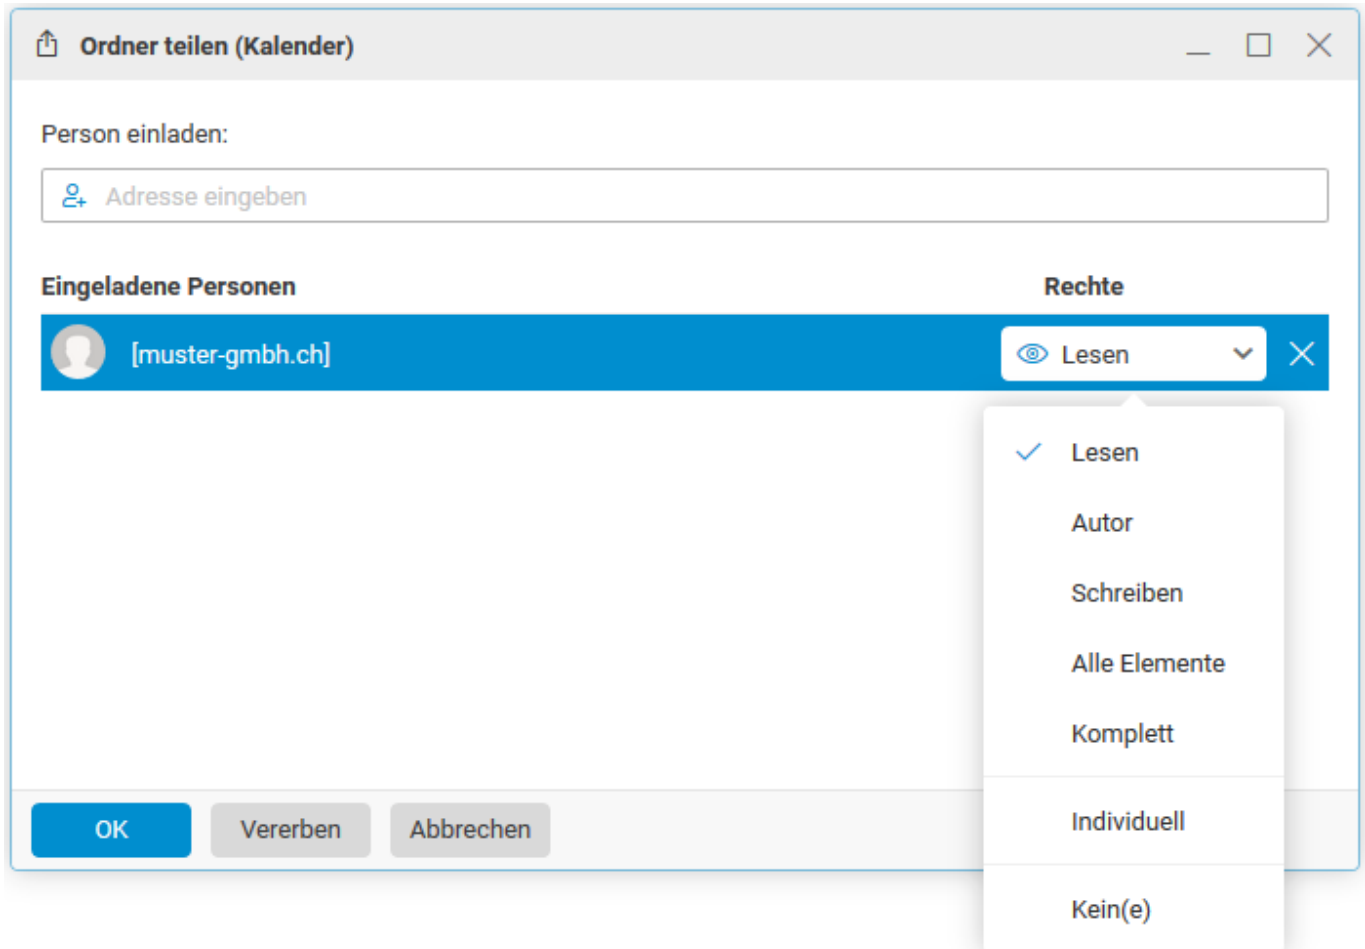 Ordner teilen (Kalender)
Person einladen:
Adresse eingeben
Eingeladene Personen Rechte
[muster-gmbh.ch] Lesen
Lesen
Autor
Schreiben
Alle Elemente
Komplett
Individuell
Kein(e)
OK Vererben Abbrechen